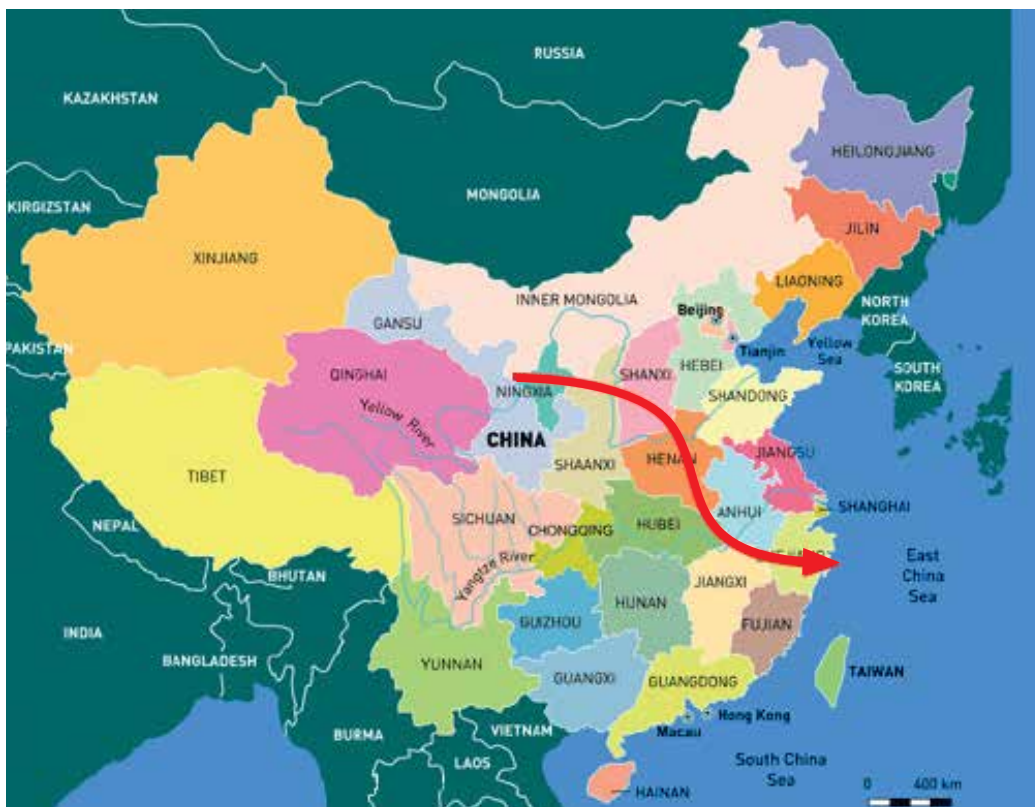 RUSSIA
KAZAKHSTAN
HEILONGJIANG
MONGOLIA
KIRGIZSTAN
JILIN
XINJIANG
LIAONING
INNER MONGOLIA
NORTH
KOREA
Beijing
GANSU
Tianjin
Yellow
Sea
PAKISTAN
QINGHAI
SHANXI
HEBEI
SOUTH
KOREA
NINGXIA
SHANDONG
Yellow River
CHINA
HENAN
JIANGSU
SHAANXI
TIBET
SHANGHAI
ANHUI
SICHUAN
HUBEI
CHONGQING
NEPAL
East
China
Sea
Yangtze River
BHUTAN
JIANGXI
HUNAN
INDIA
GUIZHOU
FUJIAN
BANGLADESH
YUNNAN
TAIWAN
GUANGXI
GUANGDONG
Hong Kong
Macau
VIETNAM
BURMA
LAOS
South China
Sea
0 400 km
HAINAN